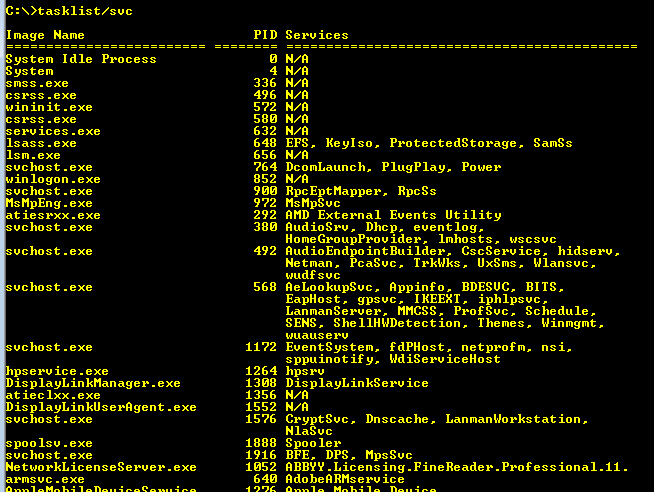 C:\>tasklist/svc
Image Name PID Services
========================= ======== ============================================
System Idle Process 0 N/A
System 4 N/A
smss.exe 336 N/A
csrss.exe 496 N/A
wininit.exe 572 N/A
csrss.exe 580 N/A
services.exe 632 N/A
lsass.exe 648 EFS, KeyIso, ProtectedStorage, SamSs
lsm.exe 656 N/A
svchost.exe 764 DcomLaunch, PlugPlay, Power
winlogon.exe 852 N/A
svchost.exe 900 RpcEptMapper, RpcSs
MsMpEng.exe 972 MsMpSvc
atiesrxx.exe 292 AMD External Events Utility
svchost.exe 380 AudioSrv, Dhcp, eventlog,
HomeGroupProvider, lmhosts, wscsvc
svchost.exe 492 AudioEndpointBuilder, CscService, hidserv,
Netman, PcaSvc, TrkWks, UxSms, Wlansvc,
wudfsvc
svchost.exe 568 AeLookupSvc, Appinfo, BDESVC, BITS,
EapHost, gpsvc, IKEEXT, iphlpsvc,
LanmanServer, MMCSS, ProfSvc, Schedule,
SENS, ShellHWDetection, Themes, Winmgmt,
wuauserv
svchost.exe 1172 EventSystem, fdPHost, netprofm, nsi,
sppuinotify, WdiServiceHost
hpservice.exe 1264 hpsrv
DisplayLinkManager.exe 1308 DisplayLinkService
atieclxx.exe 1356 N/A
DisplayLinkUserAgent.exe 1552 N/A
svchost.exe 1576 CryptSvc, Dnscache, LanmanWorkstation,
NlaSvc
spoolsv.exe 1888 Spooler
svchost.exe 1916 BFE, DPS, MpsSvc
NetworkLicenseServer.exe 1052 ABBYY.Licensing.FineReader.Professional.11.
armsvc.exe 640 AdobeARMservice
AppleMobileDeviceService 1276 Apple Mobile Device